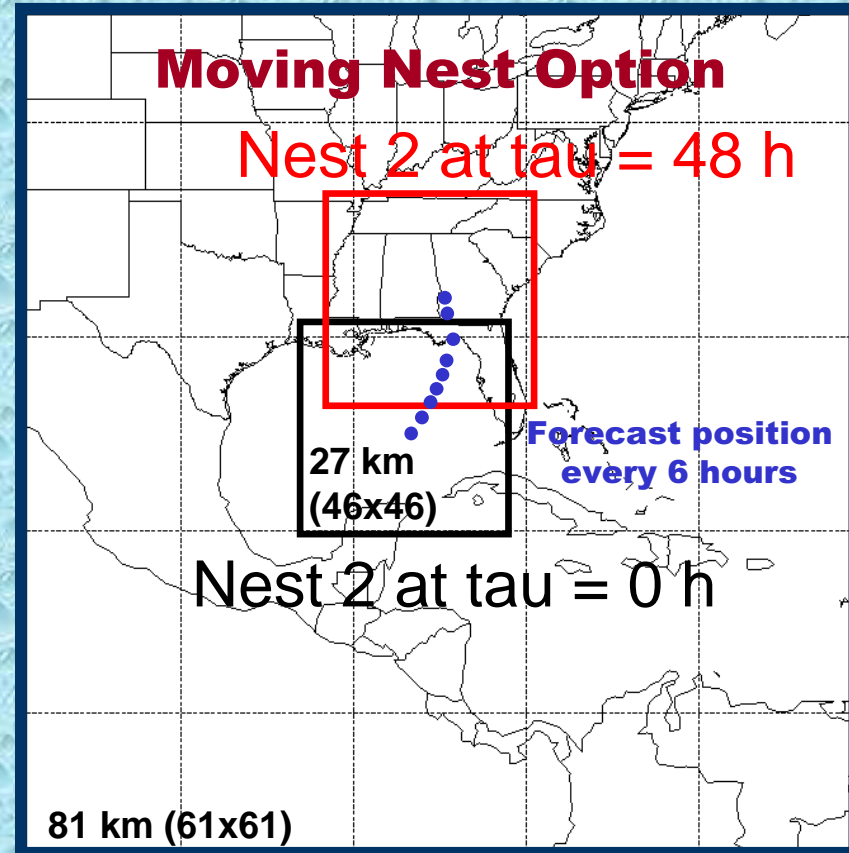 Moving Nest Option
Nest 2 at tau = 48 h
Forecast position
every 6 hours
27 km
(46x46)
Nest 2 at tau = 0 h
81 km (61x61)